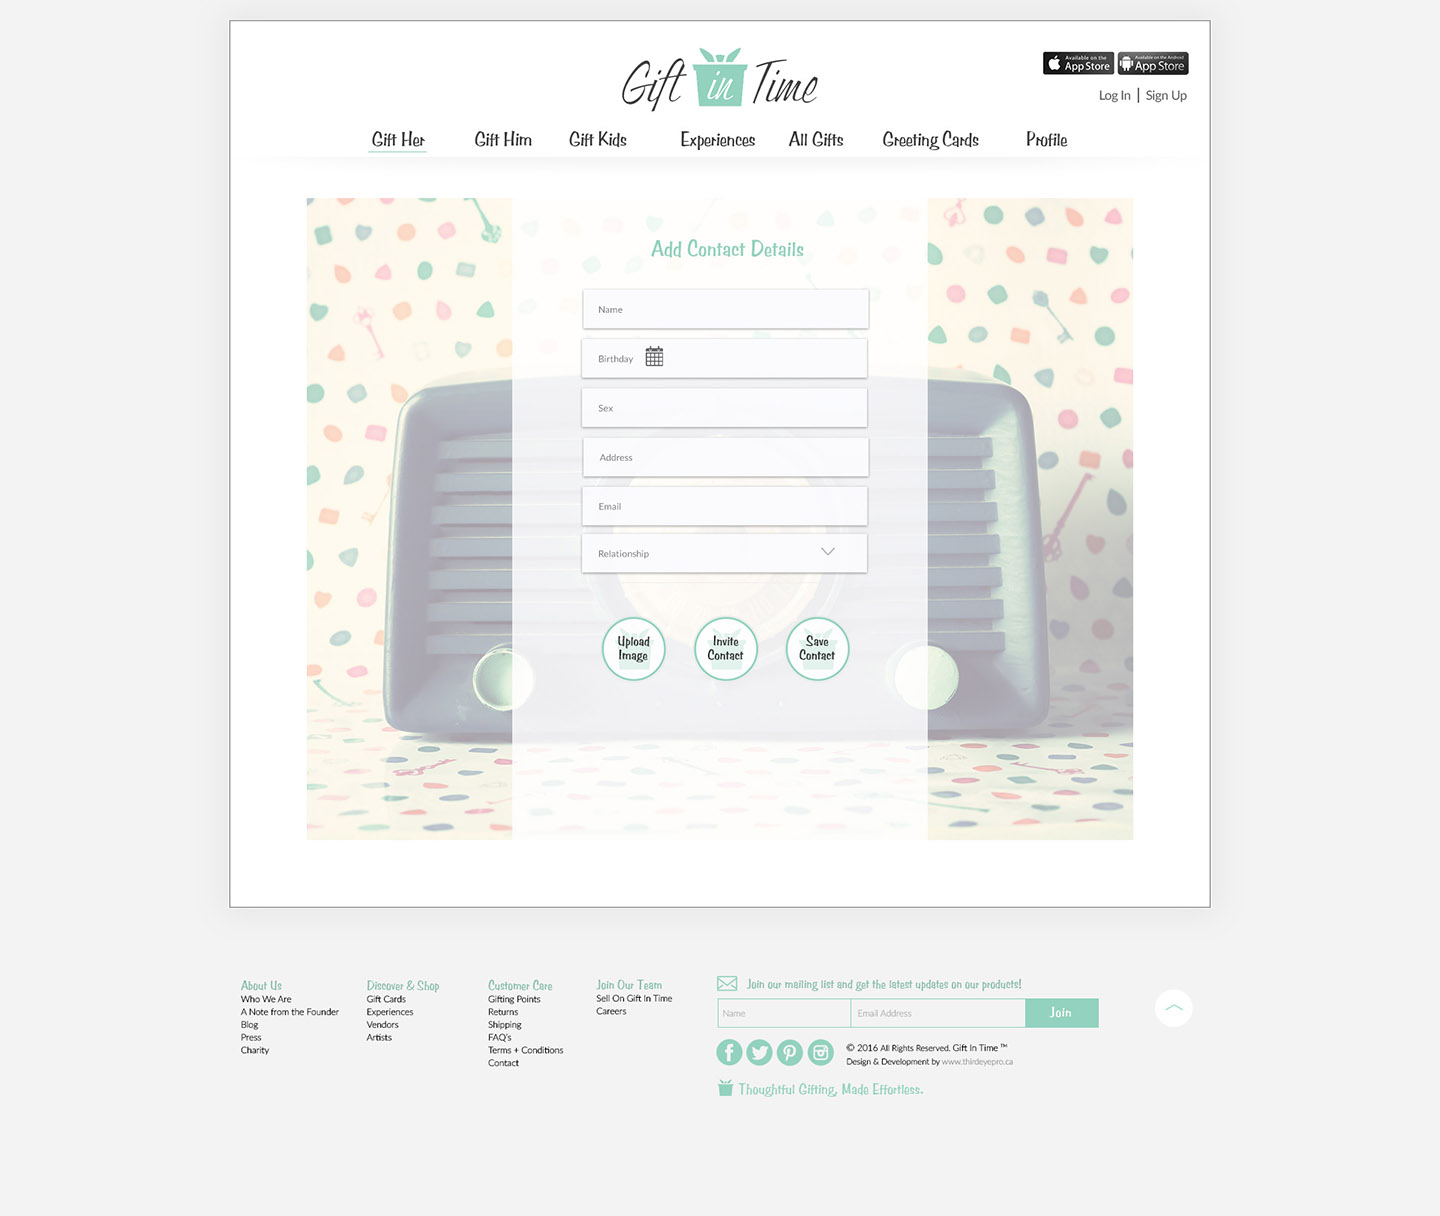 Gift in Time
Available on the
App Store
Available on the Android
App Store
Log In | Sign Up
Gift Her
Gift Him
Gift Kids
Experiences
All Gifts
Greeting Cards
Profile
Add Contact Details
Name
Birthday
Sex
Address
Email
Relationship
Upload
Image
Invite
Contact
Save
Contact
About Us
Who We Are
A Note from the Founder
Blog
Press
Charity
Discover & Shop
Gift Cards
Experiences
Vendors
Artists
Customer Care
Gifting Points
Returns
Shipping
FAQ's
Terms + Conditions
Contact
Join Our Team
Sell On Gift In Time
Careers
Join our mailing list and get the latest updates on our products!
Name
Email Address
Join
© 2016 All Rights Reserved. Gift In Time ™
Design & Development by www.thirdeyepro.ca
Thoughtful Gifting, Made Effortless.